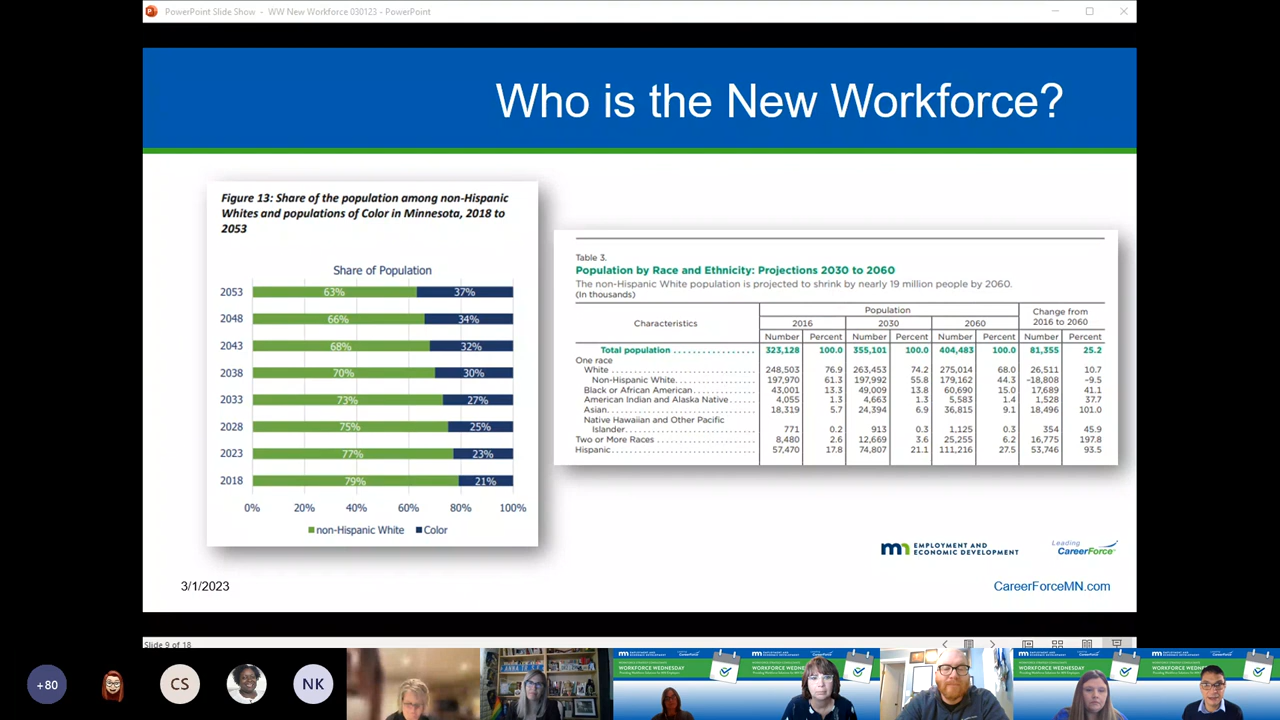 PowerPoint Slide Show - WW New Workforce 030123 - PowerPoint
Who is the New Workforce?
Figure 13: Share of the population among non-Hispanic
Whites and populations of Color in Minnesota, 2018 to
2053
Share of Population
2053 63% 37%
2048 66% 34%
2043 68% 32%
2038 70% 30%
2033 73% 27%
2028 75% 25%
2023 77% 23%
2018 79% 21%
0% 20% 40% 60% 80% 100%
non-Hispanic White Color
Table 3.
Population by Race and Ethnicity: Projections 2030 to 2060
The non-Hispanic White population is projected to shrink by nearly 19 million people by 2060.
(In thousands)
Characteristics
Population
Change from
2016 to 2060
2016 2030 2060
Number Percent Number Percent Number Percent Number Percent
Total population 323,128 100.0 355,101 100.0 404,483 100.0 81,355 25.2
One race
White 248,503 76.9 263,453 74.2 275,014 68.0 26,511 10.7
Non-Hispanic White 197,970 61.3 197,992 55.8 179,162 44.3 –18,808 –9.5
Black or African American 43,001 13.3 49,009 13.8 60,690 15.0 17,689 41.1
American Indian and Alaska Native 4,055 1.3 4,663 1.3 5,583 1.4 1,528 37.7
Asian 18,319 5.7 24,394 6.9 36,815 9.1 18,496 101.0
Native Hawaiian and Other Pacific
Islander 771 0.2 913 0.3 1,125 0.3 354 45.9
Two or More Races 8,480 2.6 12,669 3.6 25,255 6.2 16,775 197.8
Hispanic 57,470 17.8 74,807 21.1 111,216 27.5 53,746 93.5
EMPLOYMENT AND
ECONOMIC DEVELOPMENT
Leading
CareerForce
3/1/2023
CareerForceMN.com
Slide 9 of 18
+80
CS
NK
WORKFORCE WEDNESDAY
WORKFORCE WEDNESDAY
WORKFORCE WEDNESDAY
WORKFORCE WEDNESDAY